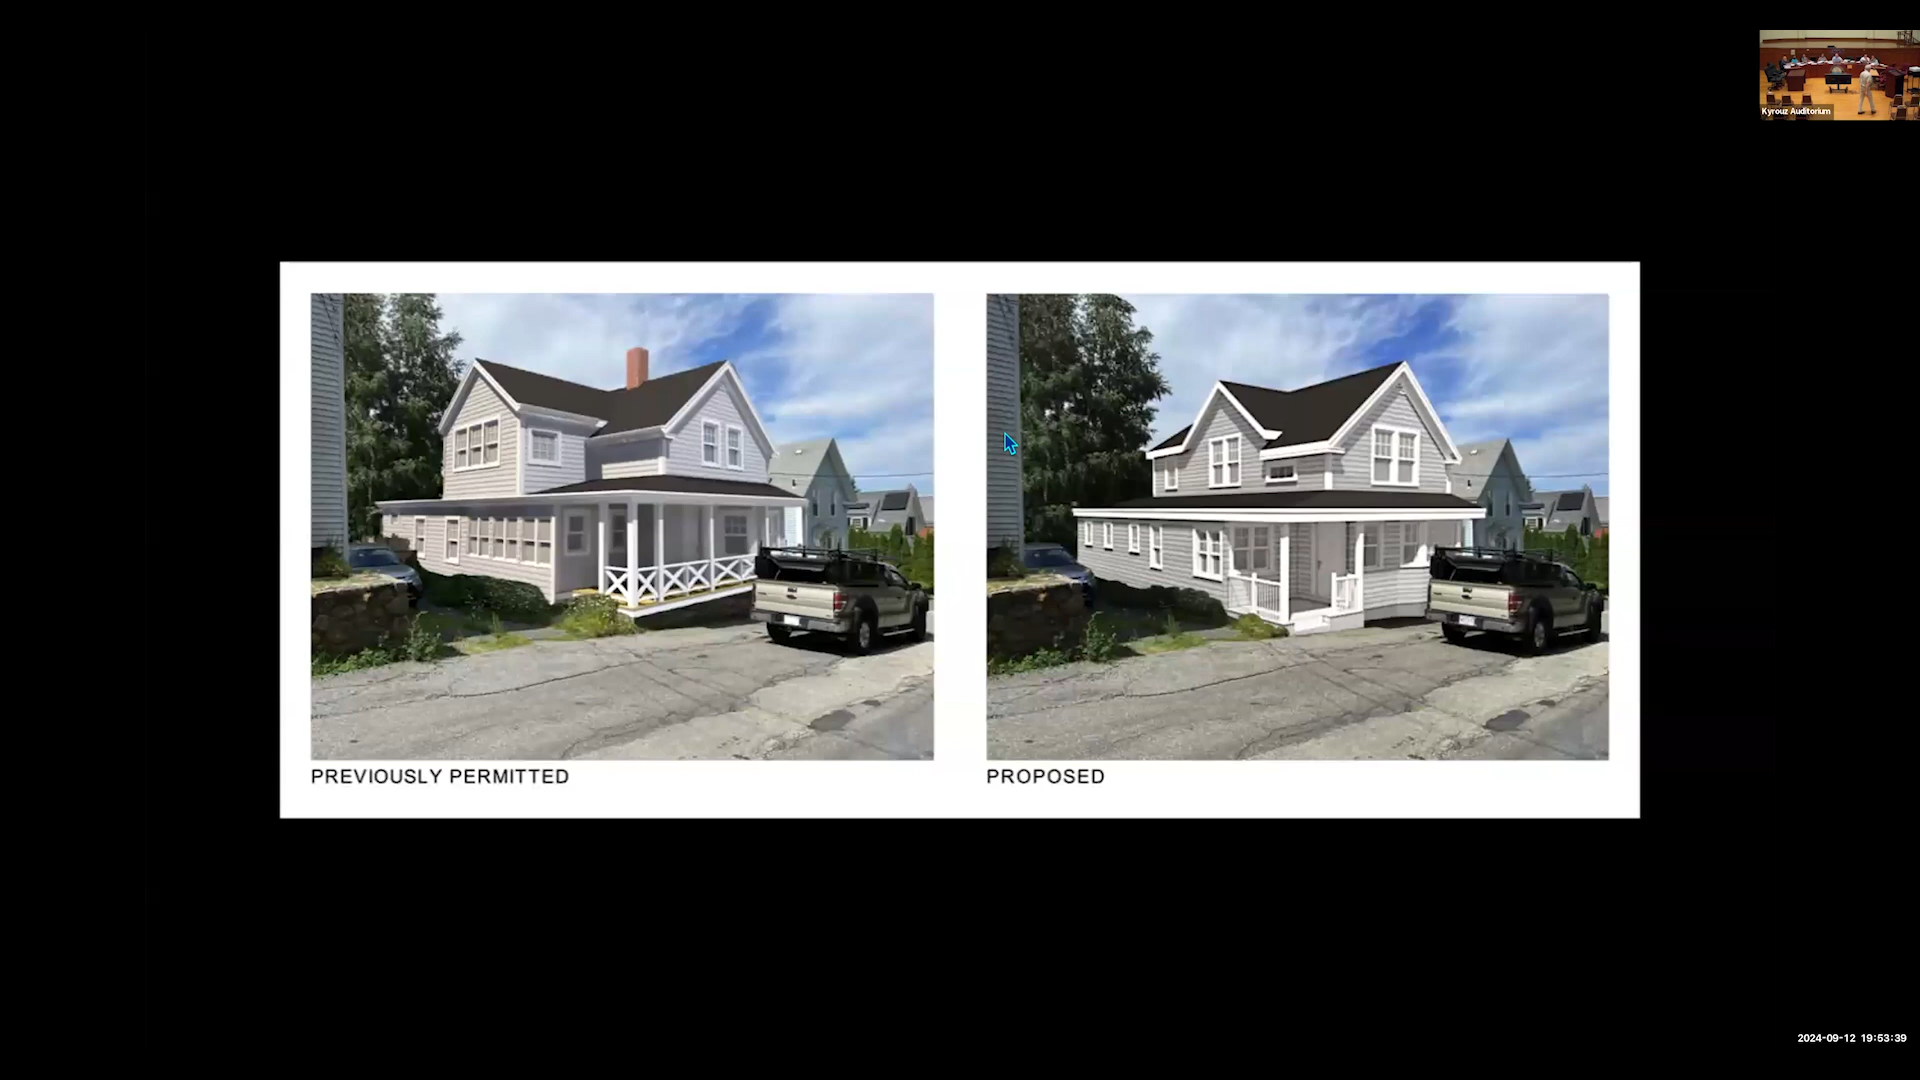 Kyrouz Auditorium
PREVIOUSLY PERMITTED
PROPOSED
2024-09-12 19:53:39